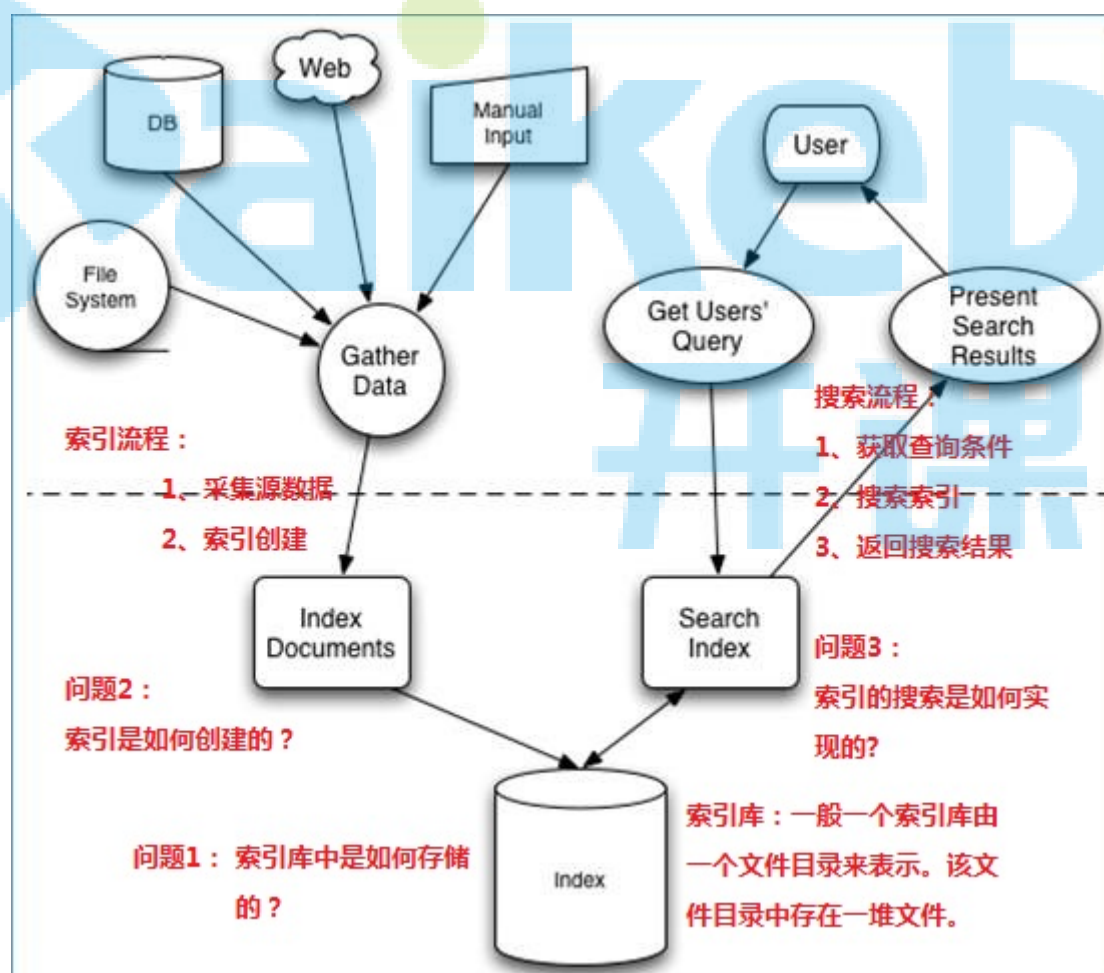 Web
DB
Manual
Input
User
File
System
Gather
Data
Get Users'
Query
Present
Search
Results
索引流程：
1、采集源数据
2、索引创建
搜索流程：
1、获取查询条件
2、搜索索引
3、返回搜索结果
Index
Documents
Search
Index
问题2：
索引是如何创建的？
问题3：
索引的搜索是如何实
现的?
问题1： 索引库中是如何存储
的？
Index
索引库：一般一个索引库由
一个文件目录来表示。该文
件目录中存在一堆文件。
aikeb
开课